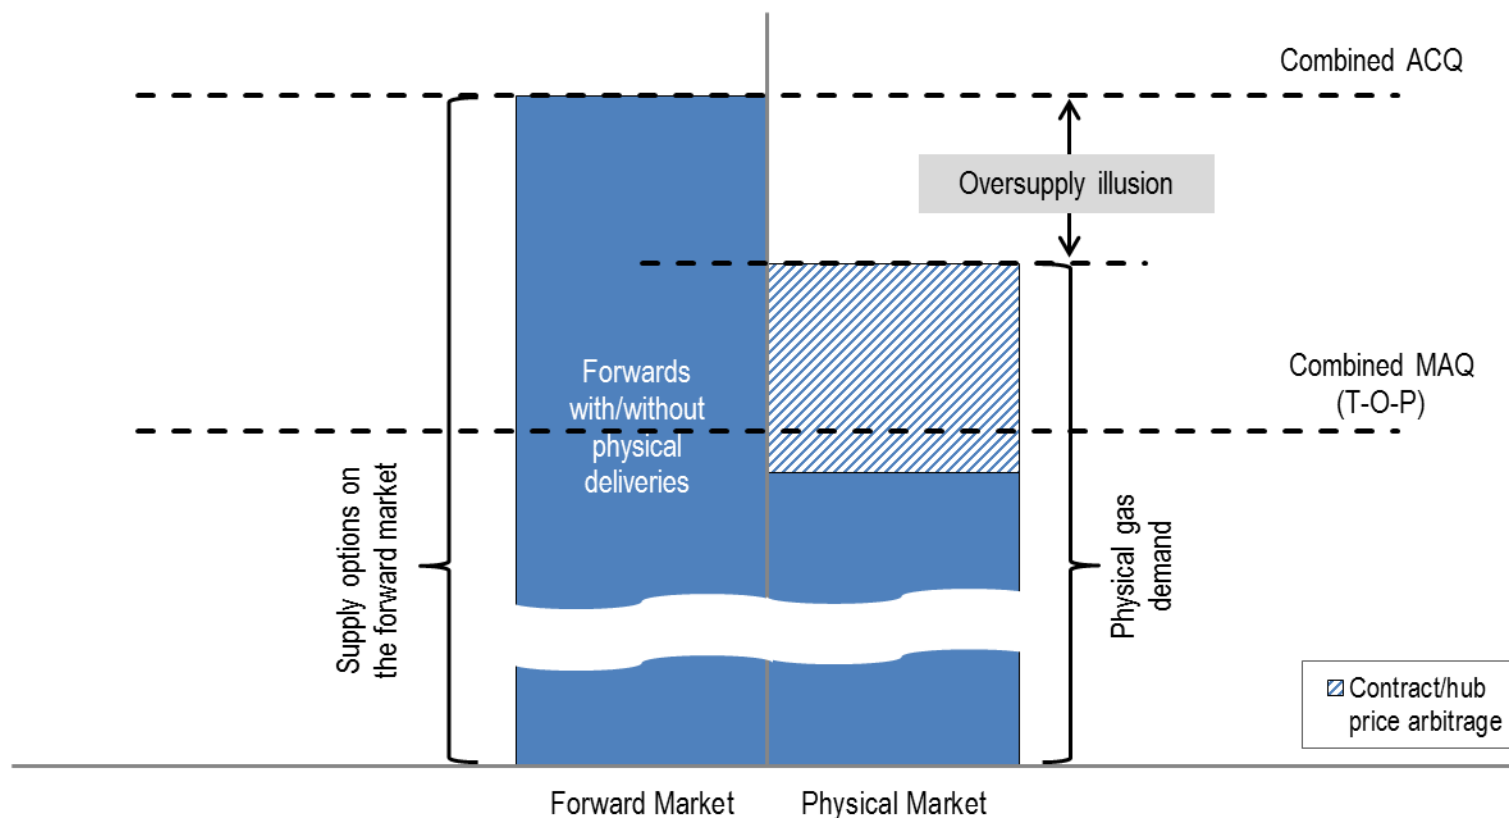 Combined ACQ
Oversupply illusion
Combined MAQ
(T-O-P)
Forwards
with/without
physical
deliveries
Supply options on
the forward market
Physical gas
demand
Contract/hub
price arbitrage
Forward Market
Physical Market